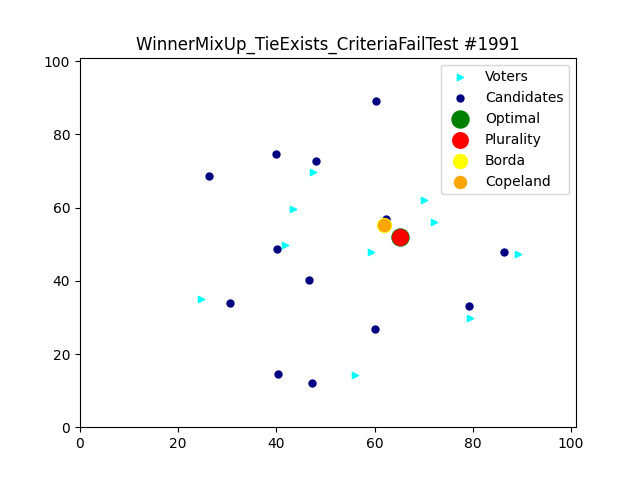 WinnerMixUp_TieExists_CriteriaFailTest #1991
Voters
Candidates
Optimal
Plurality
Borda
Copeland
100
80
60
40
20
0
0 20 40 60 80 100